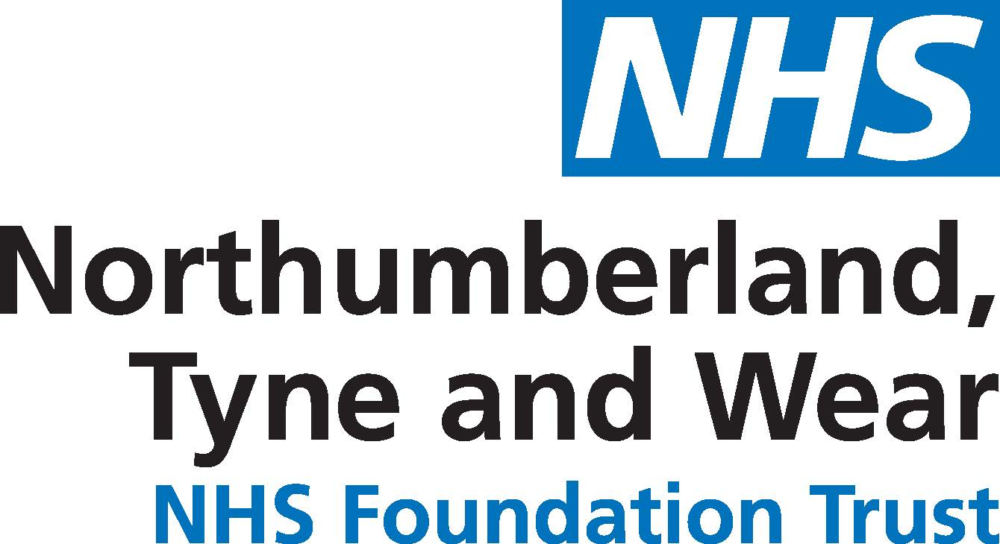 NHS
Northumberland,
Tyne and Wear
NHS Foundation Trust